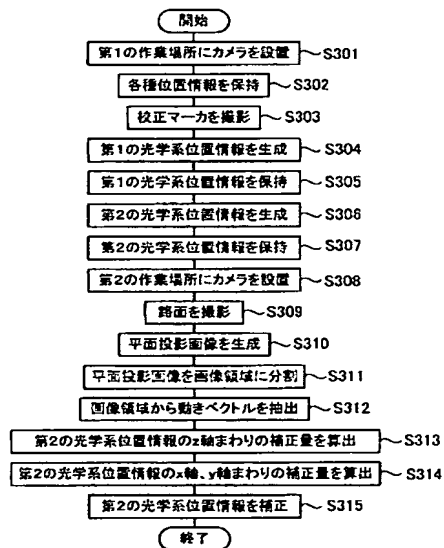 開始
第1の作業場所にカメラを設置 S301
各種位置情報を保持 S302
校正マーカを撮影 S303
第1の光学系位置情報を生成 S304
第1の光学系位置情報を保持 S305
第2の光学系位置情報を生成 S306
第2の光学系位置情報を保持 S307
第2の作業場所にカメラを設置 S308
路面を撮影 S309
平面投影画像を生成 S310
平面投影画像を画像領域に分割 S311
画像領域から動きベクトルを抽出 S312
第2の光学系位置情報のz軸まわりの補正量を算出 S313
第2の光学系位置情報のx軸、y軸まわりの補正量を算出 S314
第2の光学系位置情報を補正 S315
終了